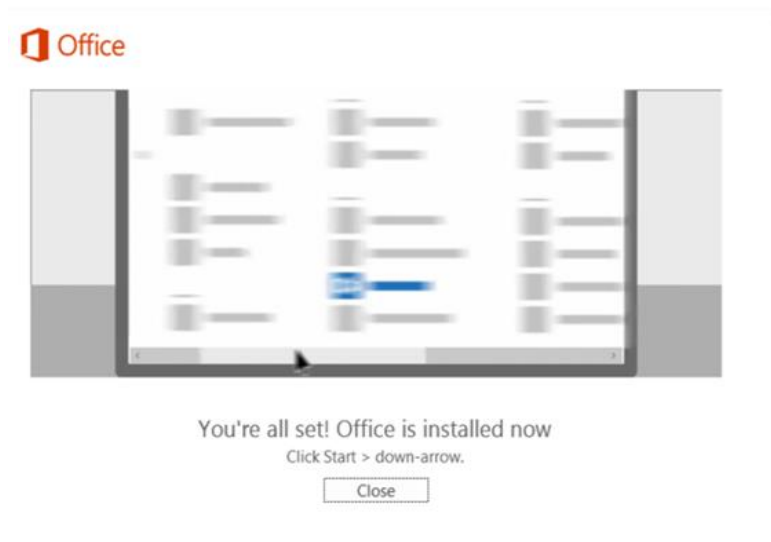 Office
You're all set! Office is installed now
Click Start > down-arrow.
Close